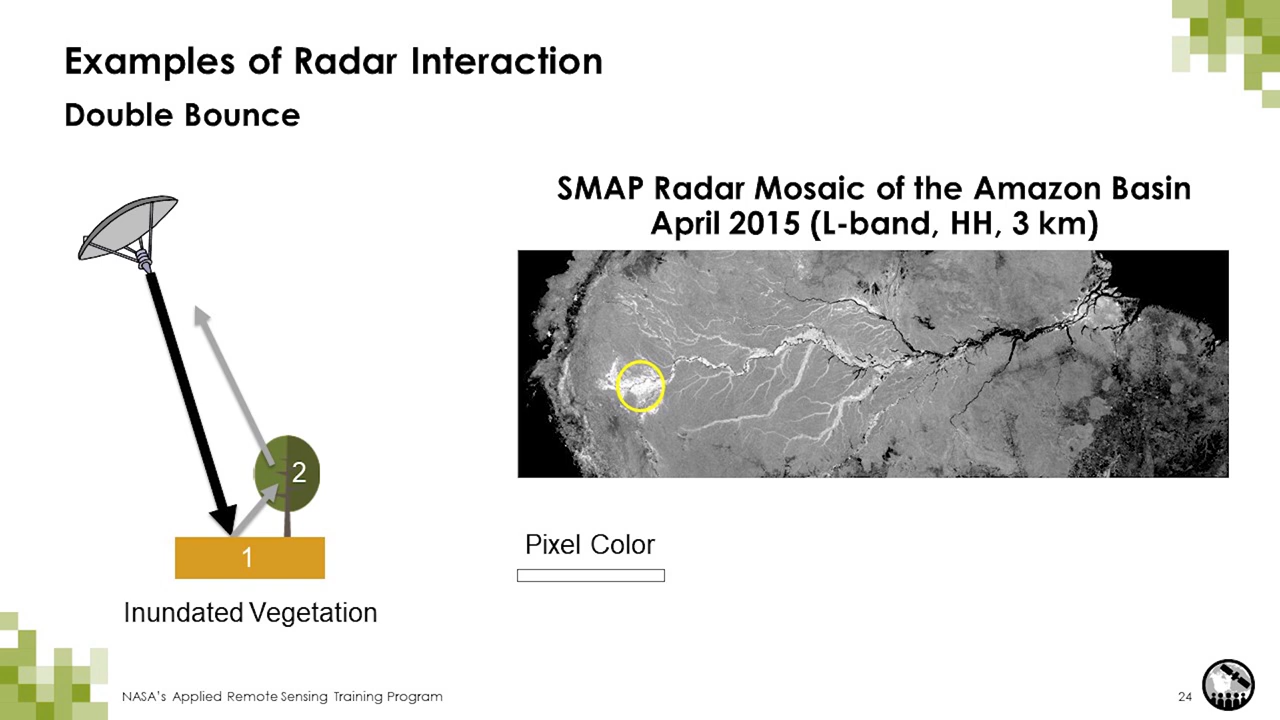 Examples of Radar Interaction
Double Bounce
SMAP Radar Mosaic of the Amazon Basin
April 2015 (L-band, HH, 3 km)
2
1
Inundated Vegetation
Pixel Color
NASA's Applied Remote Sensing Training Program
24